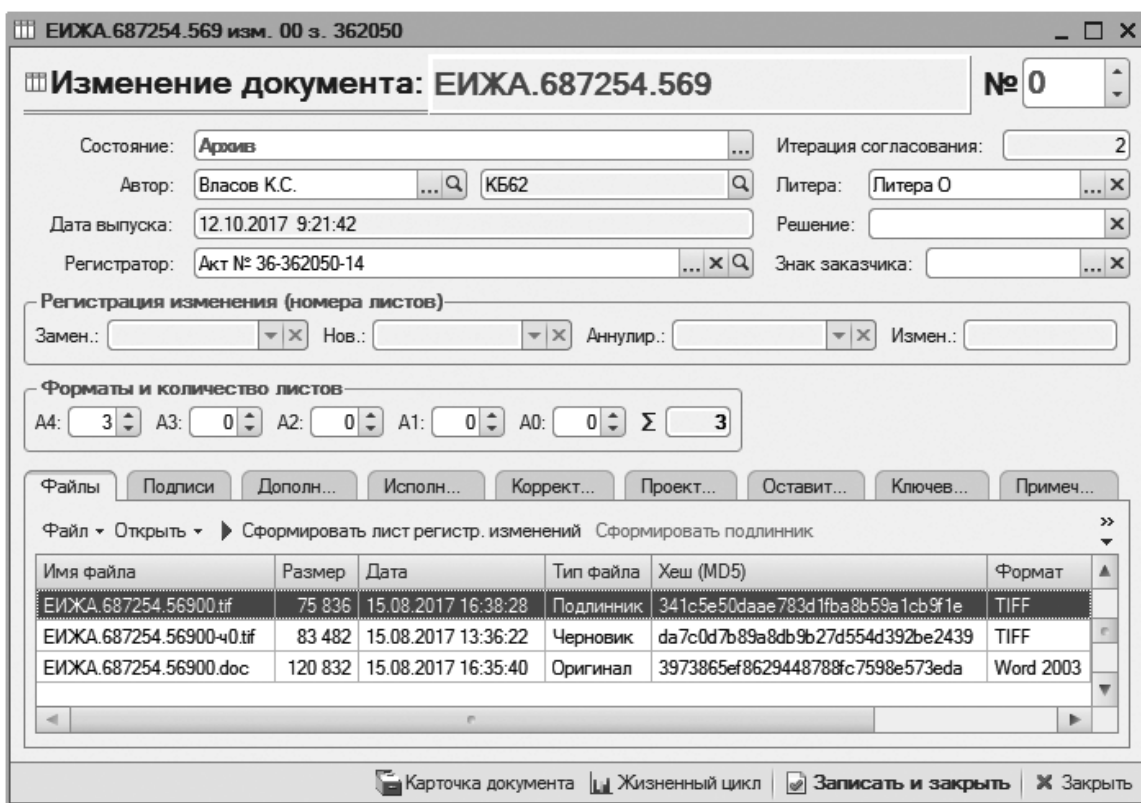 ЕИЖА.687254.569 изм. 00 з. 362050
Изменение документа: ЕИЖА.687254.569 № 0
Состояние: Архив ... Итерация согласования: 2
Автор: Власов К.С. ... КБ62 Литера: Литера О ...
Дата выпуска: 12.10.2017 9:21:42 Решение:
Регистратор: Акт № 36-362050-14 ... Знак заказчика: ...
Регистрация изменения (номера листов)
Замен.: Нов.: Аннулир.: Измен.:
Форматы и количество листов
А4: 3 А3: 0 А2: 0 А1: 0 А0: 0 Σ 3
Файлы Подписи Дополн... Исполн... Коррект... Проект... Оставит... Ключев... Примеч...
Файл Открыть Сформировать лист регистр. изменений Сформировать подлинник »
Имя файла Размер Дата Тип файла Хеш (MD5) Формат
ЕИЖА.687254.56900.tif 75 836 15.08.2017 16:38:28 Подлинник 341c5e50daae783d1fba8b59a1cb9f1e TIFF
ЕИЖА.687254.56900-ч0.tif 83 482 15.08.2017 13:36:22 Черновик da7c0d7b89a8db9b27d554d392be2439 TIFF
ЕИЖА.687254.56900.doc 120 832 15.08.2017 16:35:40 Оригинал 3973865ef8629448788fc7598e573eda Word 2003
Карточка документа Жизненный цикл Записать и закрыть Закрыть